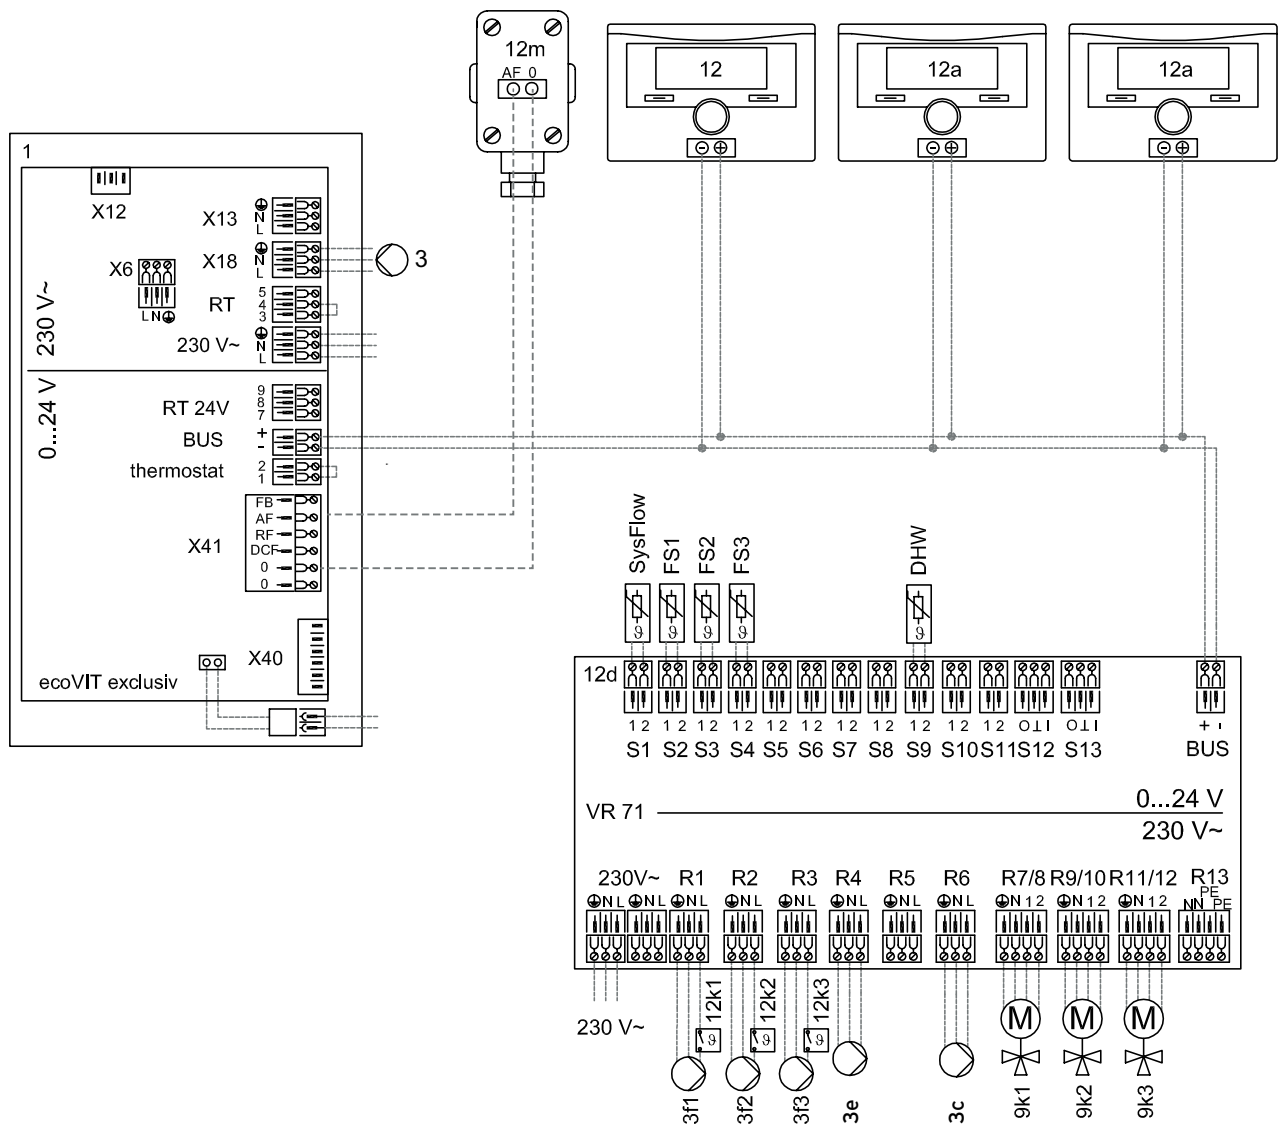 12m
AF 0
12
12a
12a
1
X12
X13
N
L
X6
X18
N
L
3
L N
RT
5
4
3
230 V~
N
L
230 V~
0...24 V
RT 24V
9
8
7
BUS
+
-
thermostat
2
1
X41
FB
AF
RF
DCF
0
0
X40
ecoVIT exclusiv
SysFlow
FS1
FS2
FS3
DHW
ϑ ϑ ϑ ϑ ϑ
12d
1 2 1 2 1 2 1 2 1 2 1 2 1 2 1 2 1 2 1 2 1 2 O T I O T I + -
S1 S2 S3 S4 S5 S6 S7 S8 S9 S10 S11 S12 S13 BUS
VR 71
0...24 V
230 V~
230V~ R1 R2 R3 R4 R5 R6 R7/8 R9/10 R11/12 R13
PE
N L N L N L N L N L N L N L N L N 1 2 N 1 2 N 1 2 N N PE
230 V~
12k1
12k2
12k3
ϑ ϑ ϑ
M M M
3f1
3f2
3f3
3e
3c
9k1
9k2
9k3